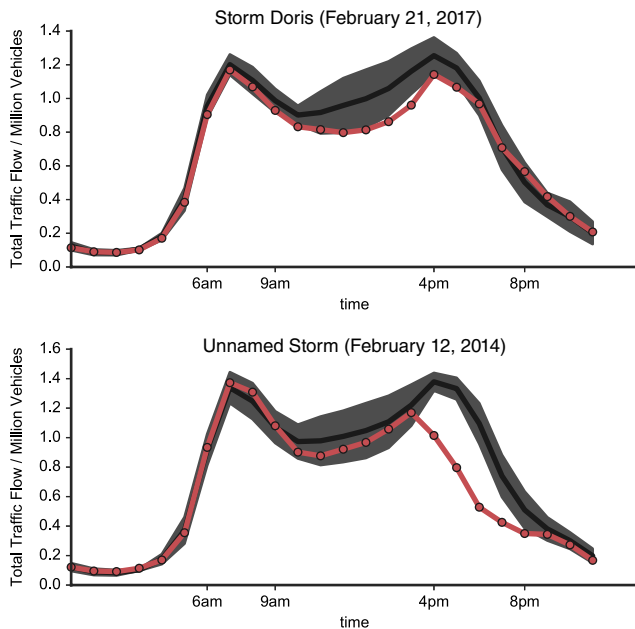 Storm Doris (February 21, 2017)
Total Traffic Flow / Million Vehicles
1.4
1.2
1.0
0.8
0.6
0.4
0.2
0.0
6am 9am 4pm 8pm
time
Unnamed Storm (February 12, 2014)
Total Traffic Flow / Million Vehicles
1.6
1.4
1.2
1.0
0.8
0.6
0.4
0.2
0.0
6am 9am 4pm 8pm
time